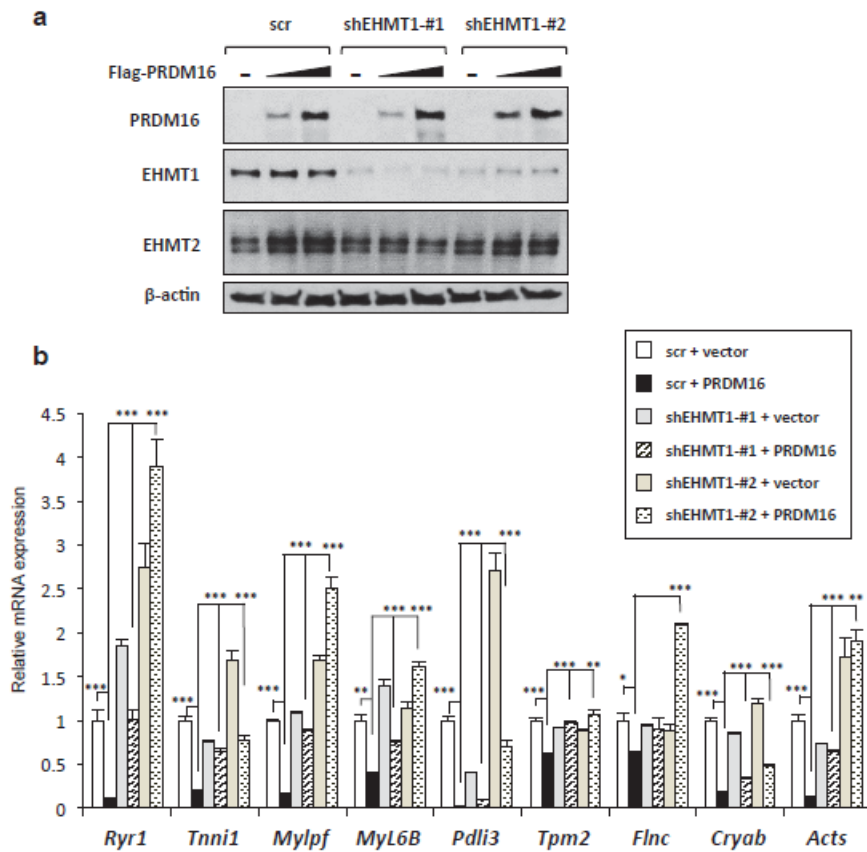 a
scr shEHMT1-#1 shEHMT1-#2
Flag-PRDM16 - - -
PRDM16
EHMT1
EHMT2
β-actin
b
scr + vector
scr + PRDM16
shEHMT1-#1 + vector
shEHMT1-#1 + PRDM16
shEHMT1-#2 + vector
shEHMT1-#2 + PRDM16
Relative mRNA expression
4.5
4
3.5
3
2.5
2
1.5
1
0.5
0
*** *** ***
*** *** ***
*** *** ***
** *** ***
*** *** ***
*** *** **
* ***
*** *** ***
*** *** **
Ryr1 Tnni1 Mylpf MyL6B Pdli3 Tpm2 Flnc Cryab Acts